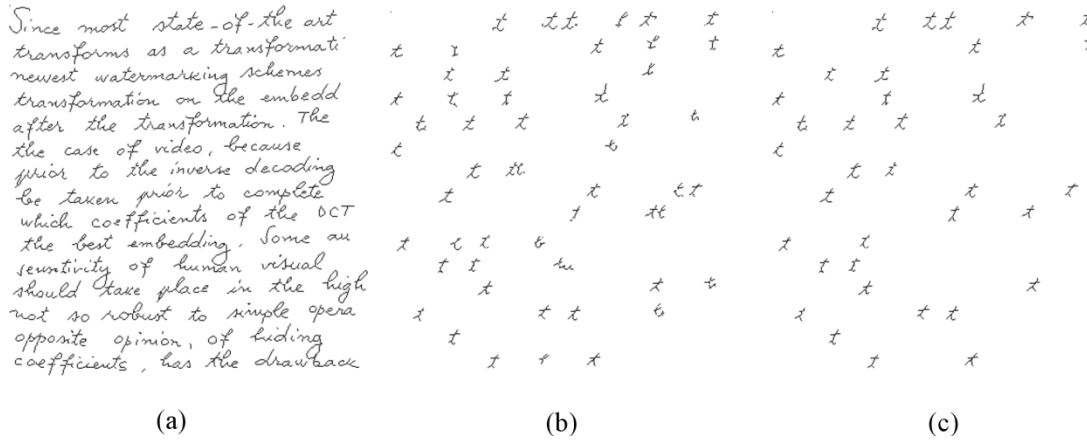 Since most state-of-the art
transforms as a transformati
newest watermarking schemes
transformation on the embedd
after the transformation. The
the case of video, because
prior to the inverse decoding
be taken prior to complete
which coefficients of the DCT
the best embedding. Some au
sensitivity of human visual
should take place in the high
not so robust to simple opera
opposite opinion, of hiding
coefficients, has the drawback
(a) (b) (c)